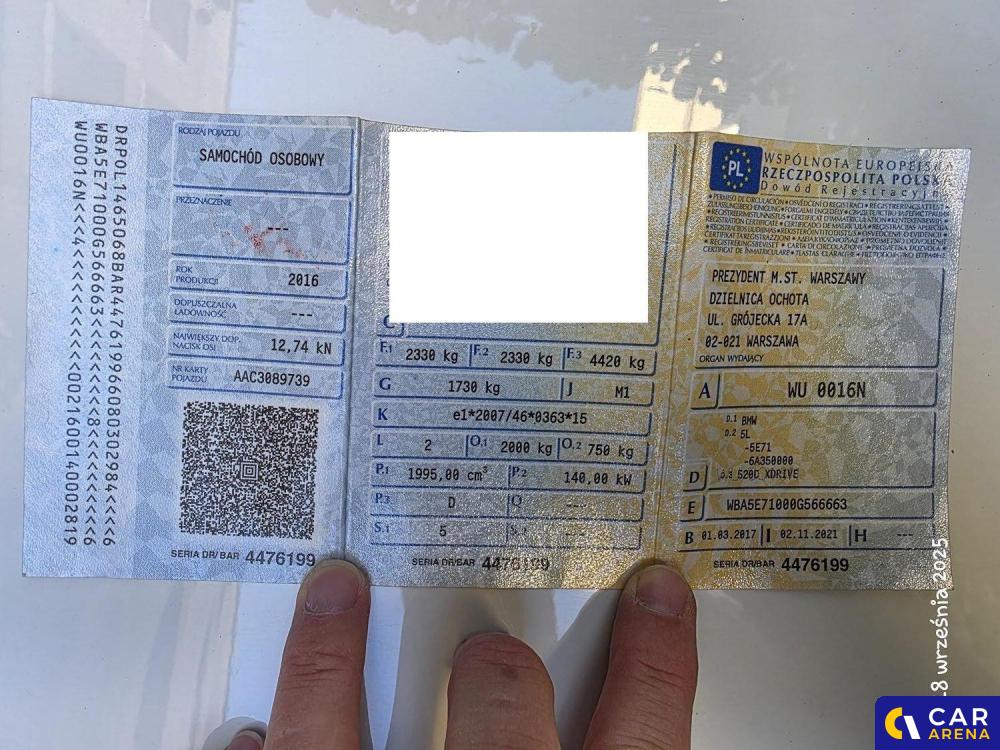 DRPOL1465068BAR4476199660803029​84<<<6
WBA5E71000G566663<<<<<<<<8<<<<<<<<<6
WU0016N<<4<<<<<<<<<<<0021600140002819
RODZAJ POJAZDU
SAMOCHÓD OSOBOWY
PRZEZNACZENIE
---
ROK PRODUKCJI 2016
DOPUSZCZALNA ŁADOWNOŚĆ ---
NAJWIĘKSZY DOP. NACISK OSI 12,74 kN
NR KARTY POJAZDU AAC3089739
SERIA DR/BAR 4476199
C
F.1 2330 kg F.2 2330 kg F.3 4420 kg
G 1730 kg J M1
K e1*2007/46*0363*15
L 2 O.1 2000 kg O.2 750 kg
P.1 1995,00 cm³ P.2 140,00 kW
P.3 D Q ---
S.1 5 ---
SERIA DR/BAR 4476199
PL
WSPÓLNOTA EUROPEJSKA
RZECZPOSPOLITA POLSKA
Dowód Rejestracyjny
PREZYDENT M.ST. WARSZAWY
DZIELNICA OCHOTA
UL. GRÓJECKA 17A
02-021 WARSZAWA
ORGAN WYDAJĄCY
A WU 0016N
D.1 BMW
D.2 5L
-5E71
-6A350000
D D.3 520D XDRIVE
E WBA5E71000G566663
B 01.03.2017 I 02.11.2021 H ---
SERIA DR/BAR 4476199
września 2025
CAR
ARENA